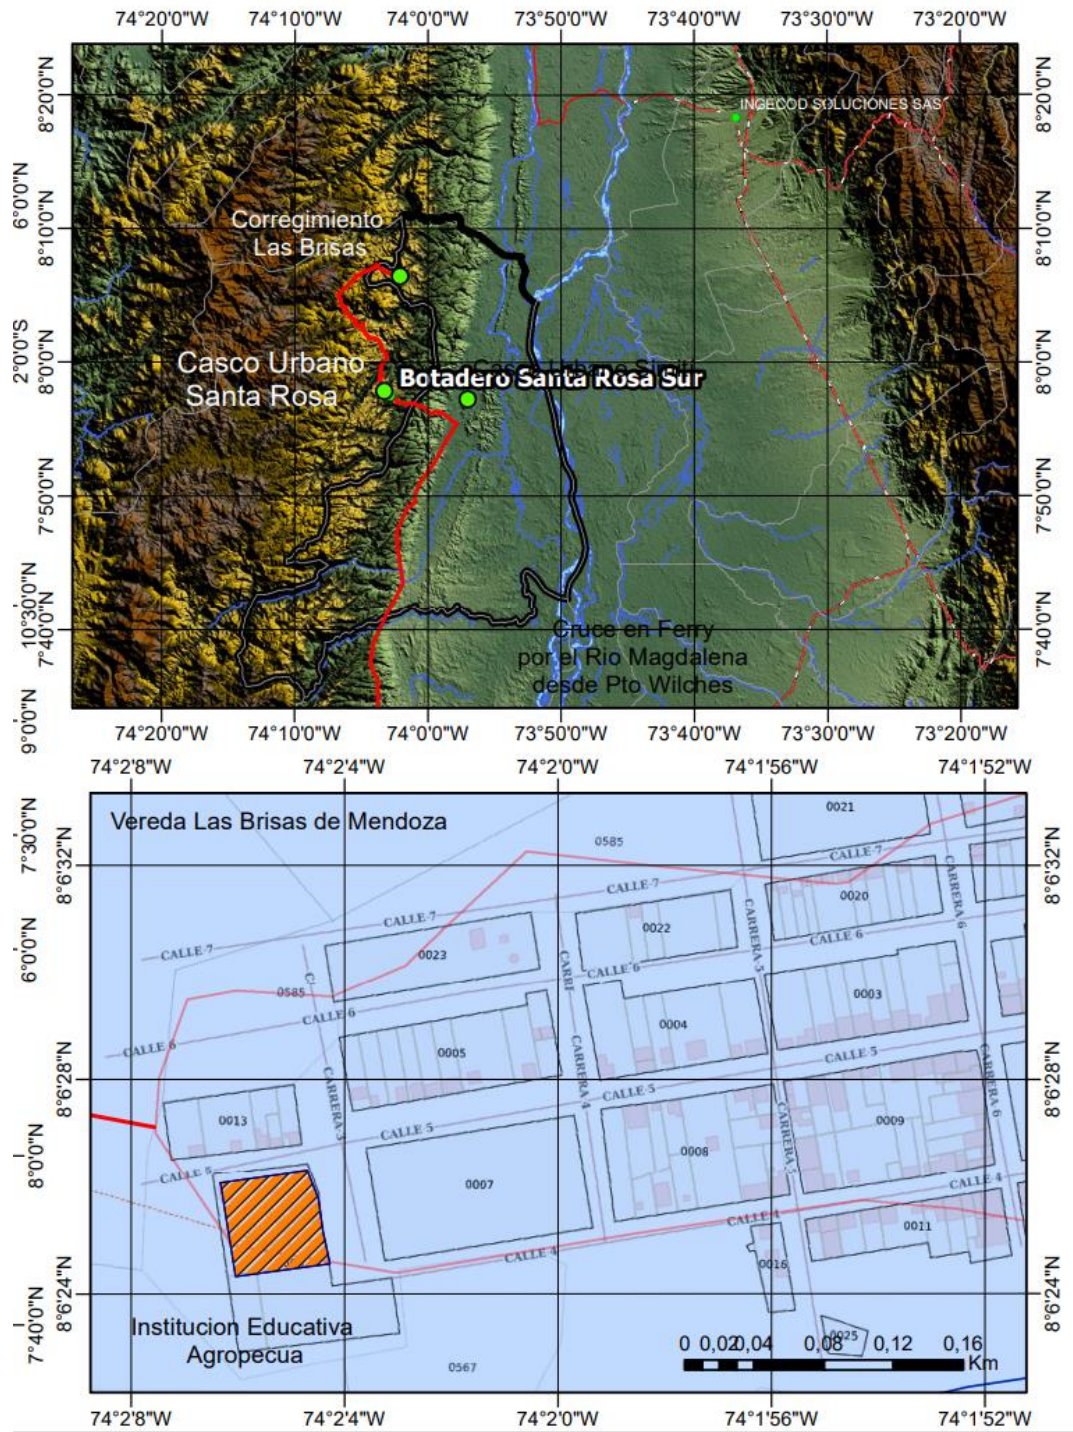 74°20'0"W 74°10'0"W 74°0'0"W 73°50'0"W 73°40'0"W 73°30'0"W 73°20'0"W
8°20'0"N
8°20'0"N
INGECOD SOLUCIONES SAS
6°0'0"N
8°10'0"N
8°10'0"N
Corregimiento
Las Brisas
2°0'0"S
8°0'0"N
8°0'0"N
Casco Urbano
Santa Rosa
Botadero Santa Rosa Sur
7°50'0"N
7°50'0"N
10°30'0"N
7°40'0"N
7°40'0"N
Cruce en Ferry
por el Rio Magdalena
desde Pto Wilches
9°0'0"N
74°20'0"W 74°10'0"W 74°0'0"W 73°50'0"W 73°40'0"W 73°30'0"W 73°20'0"W
74°2'8"W 74°2'4"W 74°2'0"W 74°1'56"W 74°1'52"W
7°30'0"N
Vereda Las Brisas de Mendoza
0021
0585
CALLE 7
8°6'32"N
8°6'32"N
CALLE 7
0020
CARRERA 6
CALLE 7
0022
CARRERA 5
CALLE 6
CALLE 7
0023
6°0'0"N
CALLE 6
CARRI
0585
C/
0003
CALLE 6
0004
CALLE 6
0005
CALLE 5
8°6'28"N
8°6'28"N
CARRERA 3
CARRERA 4
CARRERA 6
CALLE 5
0013
CALLE 5
CARRERA 5
0009
8°0'0"N
0008
CALLE 5
0007
CALLE 4
CALLE 4
0011
CALLE 4
0016
8°6'24"N
8°6'24"N
7°40'0"N
Institucion Educativa
Agropecua
0025
0567
0 0,02 0,04 0,08 0,12 0,16
Km
74°2'8"W 74°2'4"W 74°2'0"W 74°1'56"W 74°1'52"W